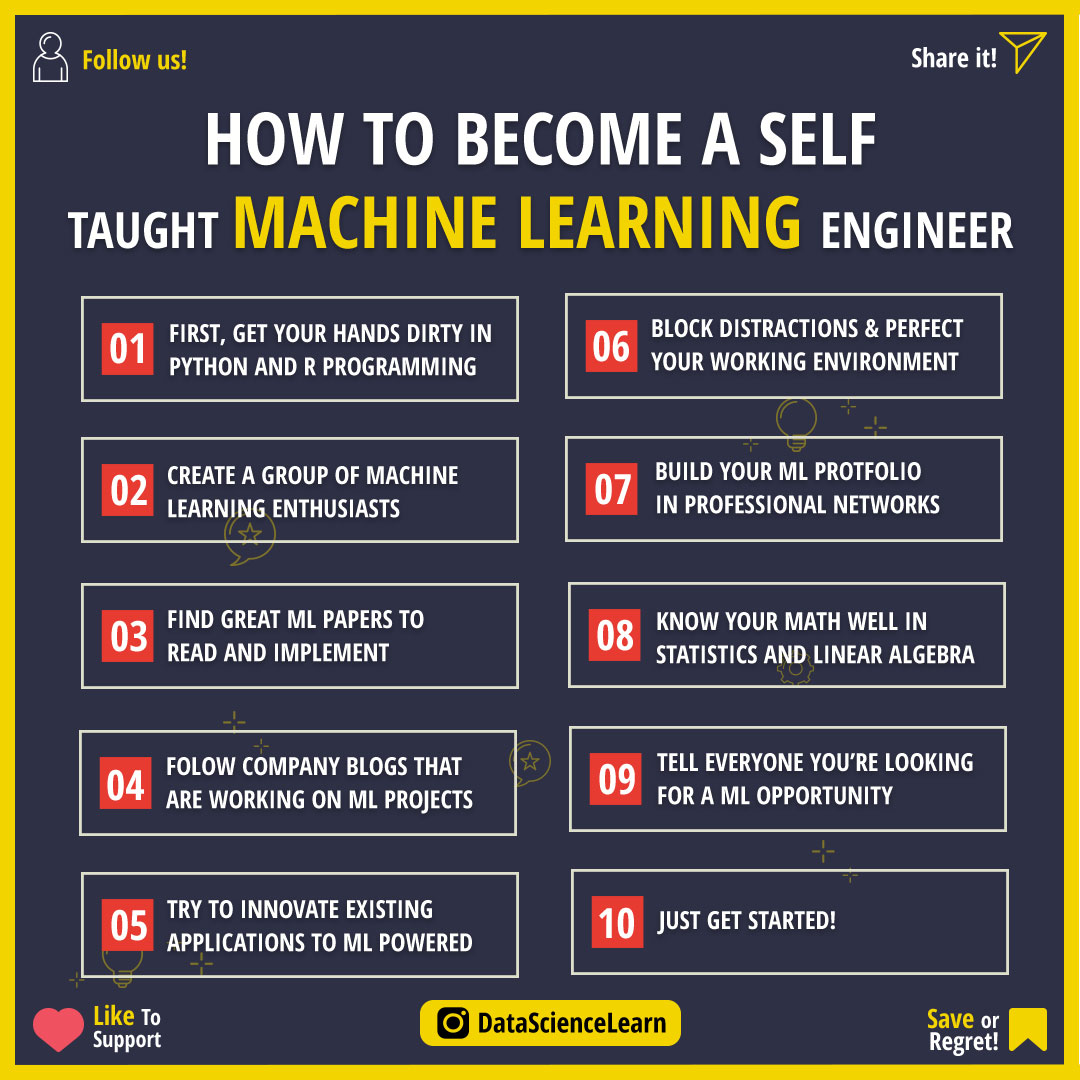 Follow us!
Share it!
HOW TO BECOME A SELF
TAUGHT MACHINE LEARNING ENGINEER
01
FIRST, GET YOUR HANDS DIRTY IN
PYTHON AND R PROGRAMMING
02
CREATE A GROUP OF MACHINE
LEARNING ENTHUSIASTS
03
FIND GREAT ML PAPERS TO
READ AND IMPLEMENT
04
FOLOW COMPANY BLOGS THAT
ARE WORKING ON ML PROJECTS
05
TRY TO INNOVATE EXISTING
APPLICATIONS TO ML POWERED
06
BLOCK DISTRACTIONS & PERFECT
YOUR WORKING ENVIRONMENT
07
BUILD YOUR ML PROTFOLIO
IN PROFESSIONAL NETWORKS
08
KNOW YOUR MATH WELL IN
STATISTICS AND LINEAR ALGEBRA
09
TELL EVERYONE YOU’RE LOOKING
FOR A ML OPPORTUNITY
10
JUST GET STARTED!
Like To
Support
DataScienceLearn
Save or
Regret!